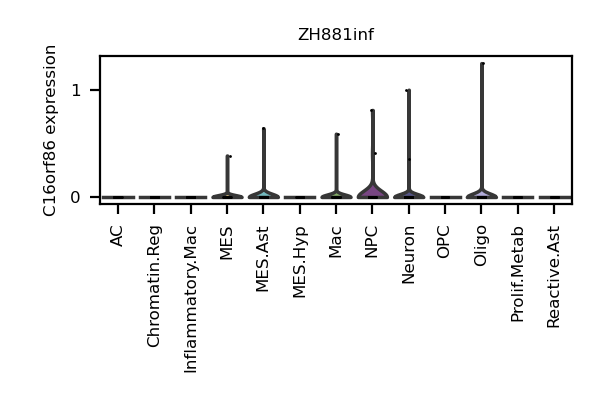 ZH881inf
C16orf86 expression
1
0
AC
Chromatin.Reg
Inflammatory.Mac
MES
MES.Ast
MES.Hyp
Mac
NPC
Neuron
OPC
Oligo
Prolif.Metab
Reactive.Ast